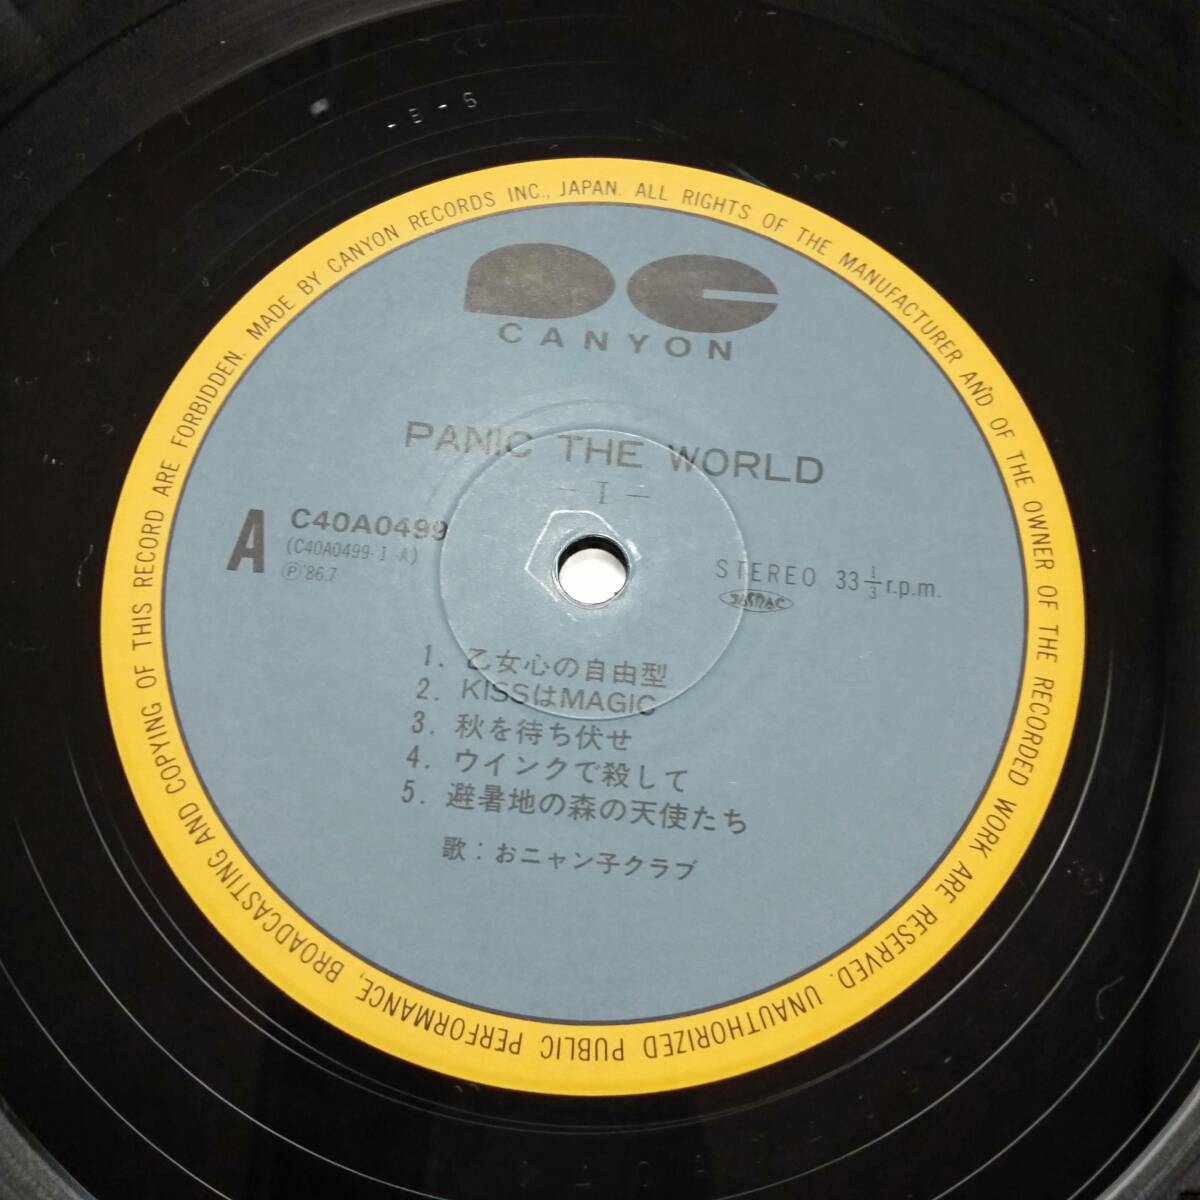 - B - 6
MADE BY CANYON RECORDS INC., JAPAN. ALL RIGHTS OF THE MANUFACTURER AND OF THE OWNER OF THE RECORDED WORK ARE RESERVED. UNAUTHORIZED PUBLIC PERFORMANCE, BROADCASTING AND COPYING OF THIS RECORD ARE FORBIDDEN.
CANYON
PANIC THE WORLD
— I —
A
C40A0499
(C40A0499-I-A)
Ⓟ'86.7
STEREO 33⅓r.p.m.
JASRAC
1. 乙女心の自由型
2. KISSはMAGIC
3. 秋を待ち伏せ
4. ウインクで殺して
5. 避暑地の森の天使たち
歌：おニャン子クラブ